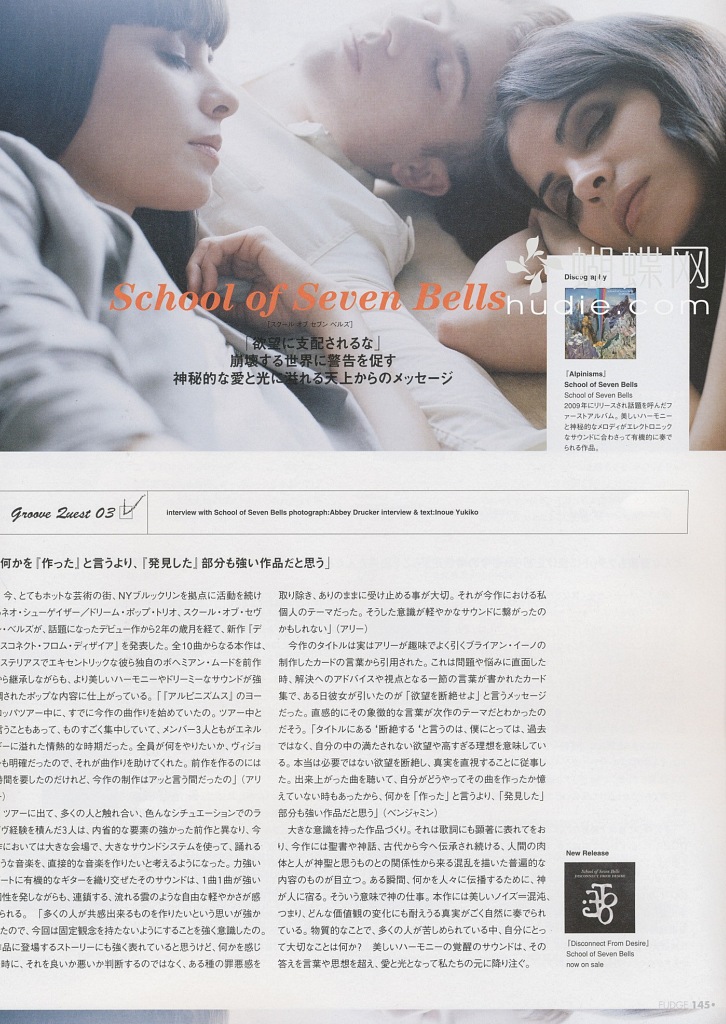 School of Seven Bells
[スクール オブ セブン ベルズ]
「欲望に支配されるな」
崩壊する世界に警告を促す
神秘的な愛と光に溢れる天上からのメッセージ
蝴蝶网
hudie.com
Discography
『Alpinisms』
School of Seven Bells
School of Seven Bells
2009年にリリースされ話題を呼んだフ
ァーストアルバム。美しいハーモニー
と神秘的なメロディがエレクトロニック
なサウンドに合わさって有機的に奏で
られる作品。
Groove Quest 03
interview with School of Seven Bells photograph:Abbey Drucker interview & text:Inoue Yukiko
何かを『作った』と言うより、『発見した』部分も強い作品だと思う」
今、とてもホットな芸術の街、NYブルックリンを拠点に活動を続け
ネオ・シューゲイザー／ドリーム・ポップ・トリオ、スクール・オブ・セヴ
・ベルズが、話題になったデビュー作から2年の歳月を経て、新作『デ
スコネクト・フロム・ディザイア』を発表した。全10曲からなる本作は、
ステリアスでエキセントリックな彼ら独自のボヘミアン・ムードを前作
から継承しながらも、より美しいハーモニーやドリーミーなサウンドが強
調されたポップな内容に仕上がっている。「『アルピニズムス』のヨー
ロッパツアー中に、すでに今作の曲作りを始めていたの。ツアー中と
言うこともあって、ものすごく集中していて、メンバー3人ともがエネル
ギーに溢れた情熱的な時期だった。全員が何をやりたいか、ヴィジョ
も明確だったので、それが曲作りを助けてくれた。前作を作るのには
時間を要したのだけれど、今作の制作はアッと言う間だったの」（アリ
ー）
ツアーに出て、多くの人と触れ合い、色んなシチュエーションでのラ
ヴ経験を積んだ3人は、内省的な要素の強かった前作と異なり、今
作においては大きな会場で、大きなサウンドシステムを使って、踊れる
ような音楽を、直接的な音楽を作りたいと考えるようになった。力強い
ートに有機的なギターを織り交ぜたそのサウンドは、1曲1曲が強い
個性を発しながらも、連鎖する、流れる雲のような自由な軽やかさが感
られる。「多くの人が共感出来るものを作りたいという思いが強か
たので、今回は固定観念を持たないようにすることを強く意識したの。
作品に登場するストーリーにも強く表れていると思うけど、何かを感じ
時に、それを良いか悪いか判断するのではなく、ある種の罪悪感を
取り除き、ありのままに受け止める事が大切。それが今作における私
個人のテーマだった。そうした意識が軽やかなサウンドに繋がったの
かもしれない」（アリー）
今作のタイトルは実はアリーが趣味でよく引くブライアン・イーノの
制作したカードの言葉から引用された。これは問題や悩みに直面した
時、解決へのアドバイスや視点となる一節の言葉が書かれたカード
集で、ある日彼女が引いたのが「欲望を断絶せよ」と言うメッセージ
だった。直感的にその象徴的な言葉が次作のテーマだとわかったの
だそう。「タイトルにある‘断絶する’と言うのは、僕にとっては、過去
ではなく、自分の中の満たされない欲望や高すぎる理想を意味してい
る。本当は必要ではない欲望を断絶し、真実を直視することに従事し
た。出来上がった曲を聴いて、自分がどうやってその曲を作ったか憶
えていない時もあったから、何かを「作った」と言うより、「発見した」
部分も強い作品だと思う」（ベンジャミン）
大きな意識を持った作品づくり。それは歌詞にも顕著に表れてお
り、今作には聖書や神話、古代から今へ伝承され続ける、人間の肉
体と人が神聖と思うものとの関係性から来る混乱を描いた普遍的な
内容のものが目立つ。ある瞬間、何かを人々に伝播するために、神
が人に宿る。そういう意味で神の仕事。本作には美しいノイズ＝混沌、
つまり、どんな価値観の変化にも耐えうる真実がごく自然に奏でられ
ている。物質的なことで、多くの人が苦しめられている中、自分にとっ
て大切なことは何か？ 美しいハーモニーの覚醒のサウンドは、その
答えを言葉や思想を超え、愛と光となって私たちの元に降り注ぐ。
New Release
School of Seven Bells
DISCONNECT FROM DESIRE
『Disconnect From Desire』
School of Seven Bells
now on sale
FUDGE 145